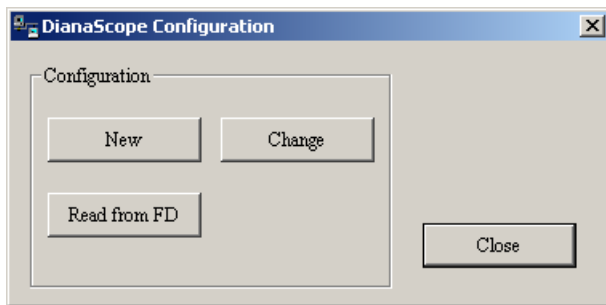 DianaScope Configuration
Configuration
New
Change
Read from FD
Close